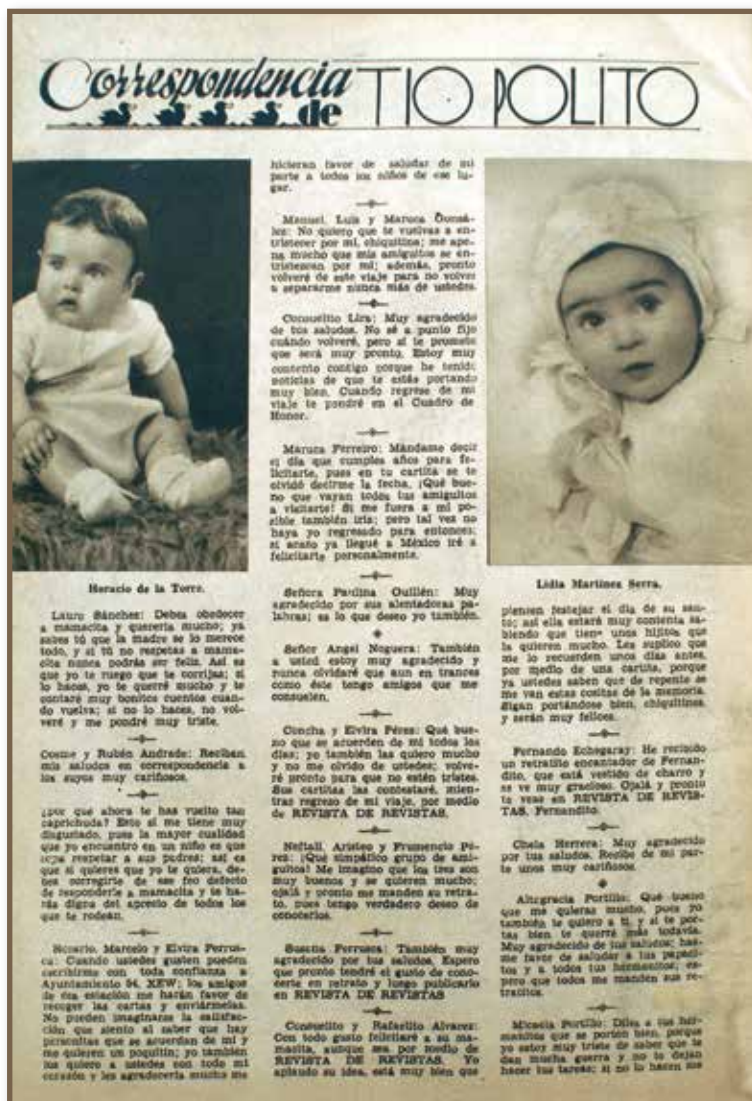 Correspondencia
de TIO POLITO
Horacio de la Torre.
Lauro Sánchez: Debes obedecer
a mamacita y quererla mucho; ya
sabes tú que la madre se lo merece
todo, y si tú no respetas a mama-
cita nunca podrás ser feliz. Así es
que yo te ruego que te corrijas; si
lo haces, yo te querré mucho y te
contaré muy bonitos cuentos cuan-
do vuelva; si no lo haces, no vol-
veré y me pondré muy triste.
Cosme y Rubén Andrade: Reciban
mis saludos en correspondencia a
los suyos muy cariñosos.
¿por que ahora te has vuelto tan
caprichuda? Esto sí me tiene muy
disgustado, pues la mayor cualidad
que yo encuentro en un niño es que
sepa respetar a sus padres; así es
que si quieres que yo te quiera, de-
bes corregirte de ese feo defecto
de responderle a mamacita y te ha-
rás digna del aprecio de todos los
que te rodean.
Rosario, Marcelo y Elvira Perrus-
ca: Cuando ustedes gusten pueden
escribirme con toda confianza a
Ayuntamiento 54, XEW; los amigos
de esa estación me harán favor de
recoger las cartas y enviármelas.
No pueden imaginarse la satisfac-
ción que siento al saber que hay
personitas que se acuerdan de mí y
me quieren un poquitín; yo también
los quiero a ustedes con todo mi
corazón y les agradecería mucho me
hicieran favor de saludar de mi
parte a todos los niños de ese lu-
gar.
Manuel, Luis y Maruca Gonzá-
lez: No quiero que te vuelvas a en-
tristecer por mí, chiquitina; me ape-
na mucho que mis amiguitos se en-
tristezcan por mí; además, pronto
volveré de este viaje para no volver
a separarme nunca más de ustedes.
Consuelito Lira: Muy agradecido
de tus saludos. No sé a punto fijo
cuándo volveré, pero sí te prometo
que será muy pronto. Estoy muy
contento contigo porque he tenido
noticias de que te estás portando
muy bien. Cuando regrese de mi
viaje te pondré en el Cuadro de
Honor.
Maruca Ferreiro: Mándame decir
el día que cumples años para fe-
licitarte, pues en tu cartita se te
olvidó decirme la fecha. ¡Qué bue-
no que vayan todos tus amiguitos
a visitarte! Si me fuera a mí po-
sible también iría; pero tal vez no
haya yo regresado para entonces;
si acaso ya llegué a México iré a
felicitarte personalmente.
Señora Paulina Guillén: Muy
agradecido por sus alentadoras pa-
labras; es lo que deseo yo también.
Señor Angel Noguera: También
a usted estoy muy agradecido y
nunca olvidaré que aun en trances
como éste tengo amigos que me
consuelen.
Concha y Elvira Pérez: Qué bue-
no que se acuerden de mí todos los
días; yo también las quiero mucho
y no me olvido de ustedes; volve-
ré pronto para que no estén tristes.
Sus cartitas las contestaré, mien-
tras regreso de mi viaje, por medio
de REVISTA DE REVISTAS.
Neftalí, Aristeo y Frumencio Pé-
rez: ¡Qué simpático grupo de ami-
guitos! Me imagino que los tres son
muy buenos y se quieren mucho;
ojalá y pronto me manden su retra-
to, pues tengo verdadero deseo de
conocerlos.
Susana Perrusca: También muy
agradecido por tus saludos. Espero
que pronto tendré el gusto de cono-
certe en retrato y luego publicarlo
en REVISTA DE REVISTAS
Consuelito y Rafaelito Alvarez:
Con todo gusto felicitaré a su ma-
macita, aunque sea por medio de
REVISTA DE REVISTAS. Yo
aplaudo su idea, está muy bien que
Lidia Martínez Serra.
piensen festejar el día de su san-
to; así ella estará muy contenta sa-
biendo que tiene unos hijitos que
la quieren mucho. Les suplico que
me lo recuerden unos días antes,
por medio de una cartita, porque
ya ustedes saben que de repente se
me van estas cositas de la memoria.
Sigan portándose bien, chiquitines
y serán muy felices.
Fernando Echegaray: He recibido
un retratito encantador de Fernan-
dito, que está vestido de charro y
se ve muy gracioso. Ojalá y pronto
te veas en REVISTA DE REVIS-
TAS, Fernandito.
Chela Herrera: Muy agradecido
por tus saludos. Recibe de mi par-
te unos muy cariñosos.
Altagracia Portillo: Qué bueno
que me quieras mucho, pues yo
también te quiero a ti, y si te por-
tas bien te querré más todavía.
Muy agradecido de tus saludos; haz-
me favor de saludar a tus papaci-
tos y a todos tus hermanitos; es-
pero que todos me manden sus re-
tratitos.
Micaela Portillo: Diles a tus her-
manitos que se porten bien, porque
yo estoy muy triste de saber que te
dan mucha guerra y no te dejan
hacer tus tareas; si no lo hacen me